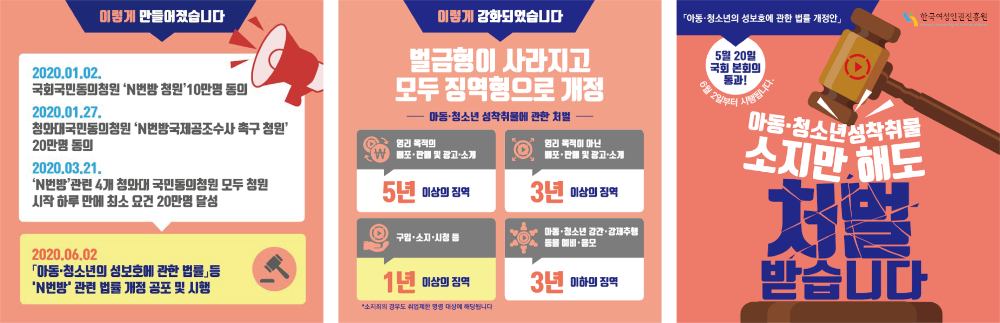 이렇게 만들어졌습니다
2020.01.02.
국회국민동의청원 ‘N번방 청원’10만명 동의
2020.01.27.
청와대국민동의청원 ‘N번방국제공조수사 촉구 청원’
20만명 동의
2020.03.21.
‘N번방’관련 4개 청와대 국민동의청원 모두 청원
시작 하루 만에 최소 요건 20만명 달성
2020.06.02
「아동·청소년의 성보호에 관한 법률」등
'N번방' 관련 법률 개정 공포 및 시행
이렇게 강화되었습니다
벌금형이 사라지고
모두 징역형으로 개정
아동·청소년 성착취물에 관한 처벌
영리 목적의
배포·판매 및 광고·소개
5년 이상의 징역
영리 목적이 아닌
배포·판매 및 광고·소개
3년 이상의 징역
구입·소지·시청 등
1년 이상의 징역
아동·청소년 강간·강제추행
등을 예비·음모
3년 이하의 징역
*소지죄의 경우도 취업제한 명령 대상에 해당됩니다
「아동·청소년의 성보호에 관한 법률 개정안」
한국여성인권진흥원
Women's Human Rights Institute of Korea
5월 20일
국회 본회의
통과!
6월 2일부터 시행됩니다.
아동·청소년성착취물
소지만 해도
처벌
받습니다